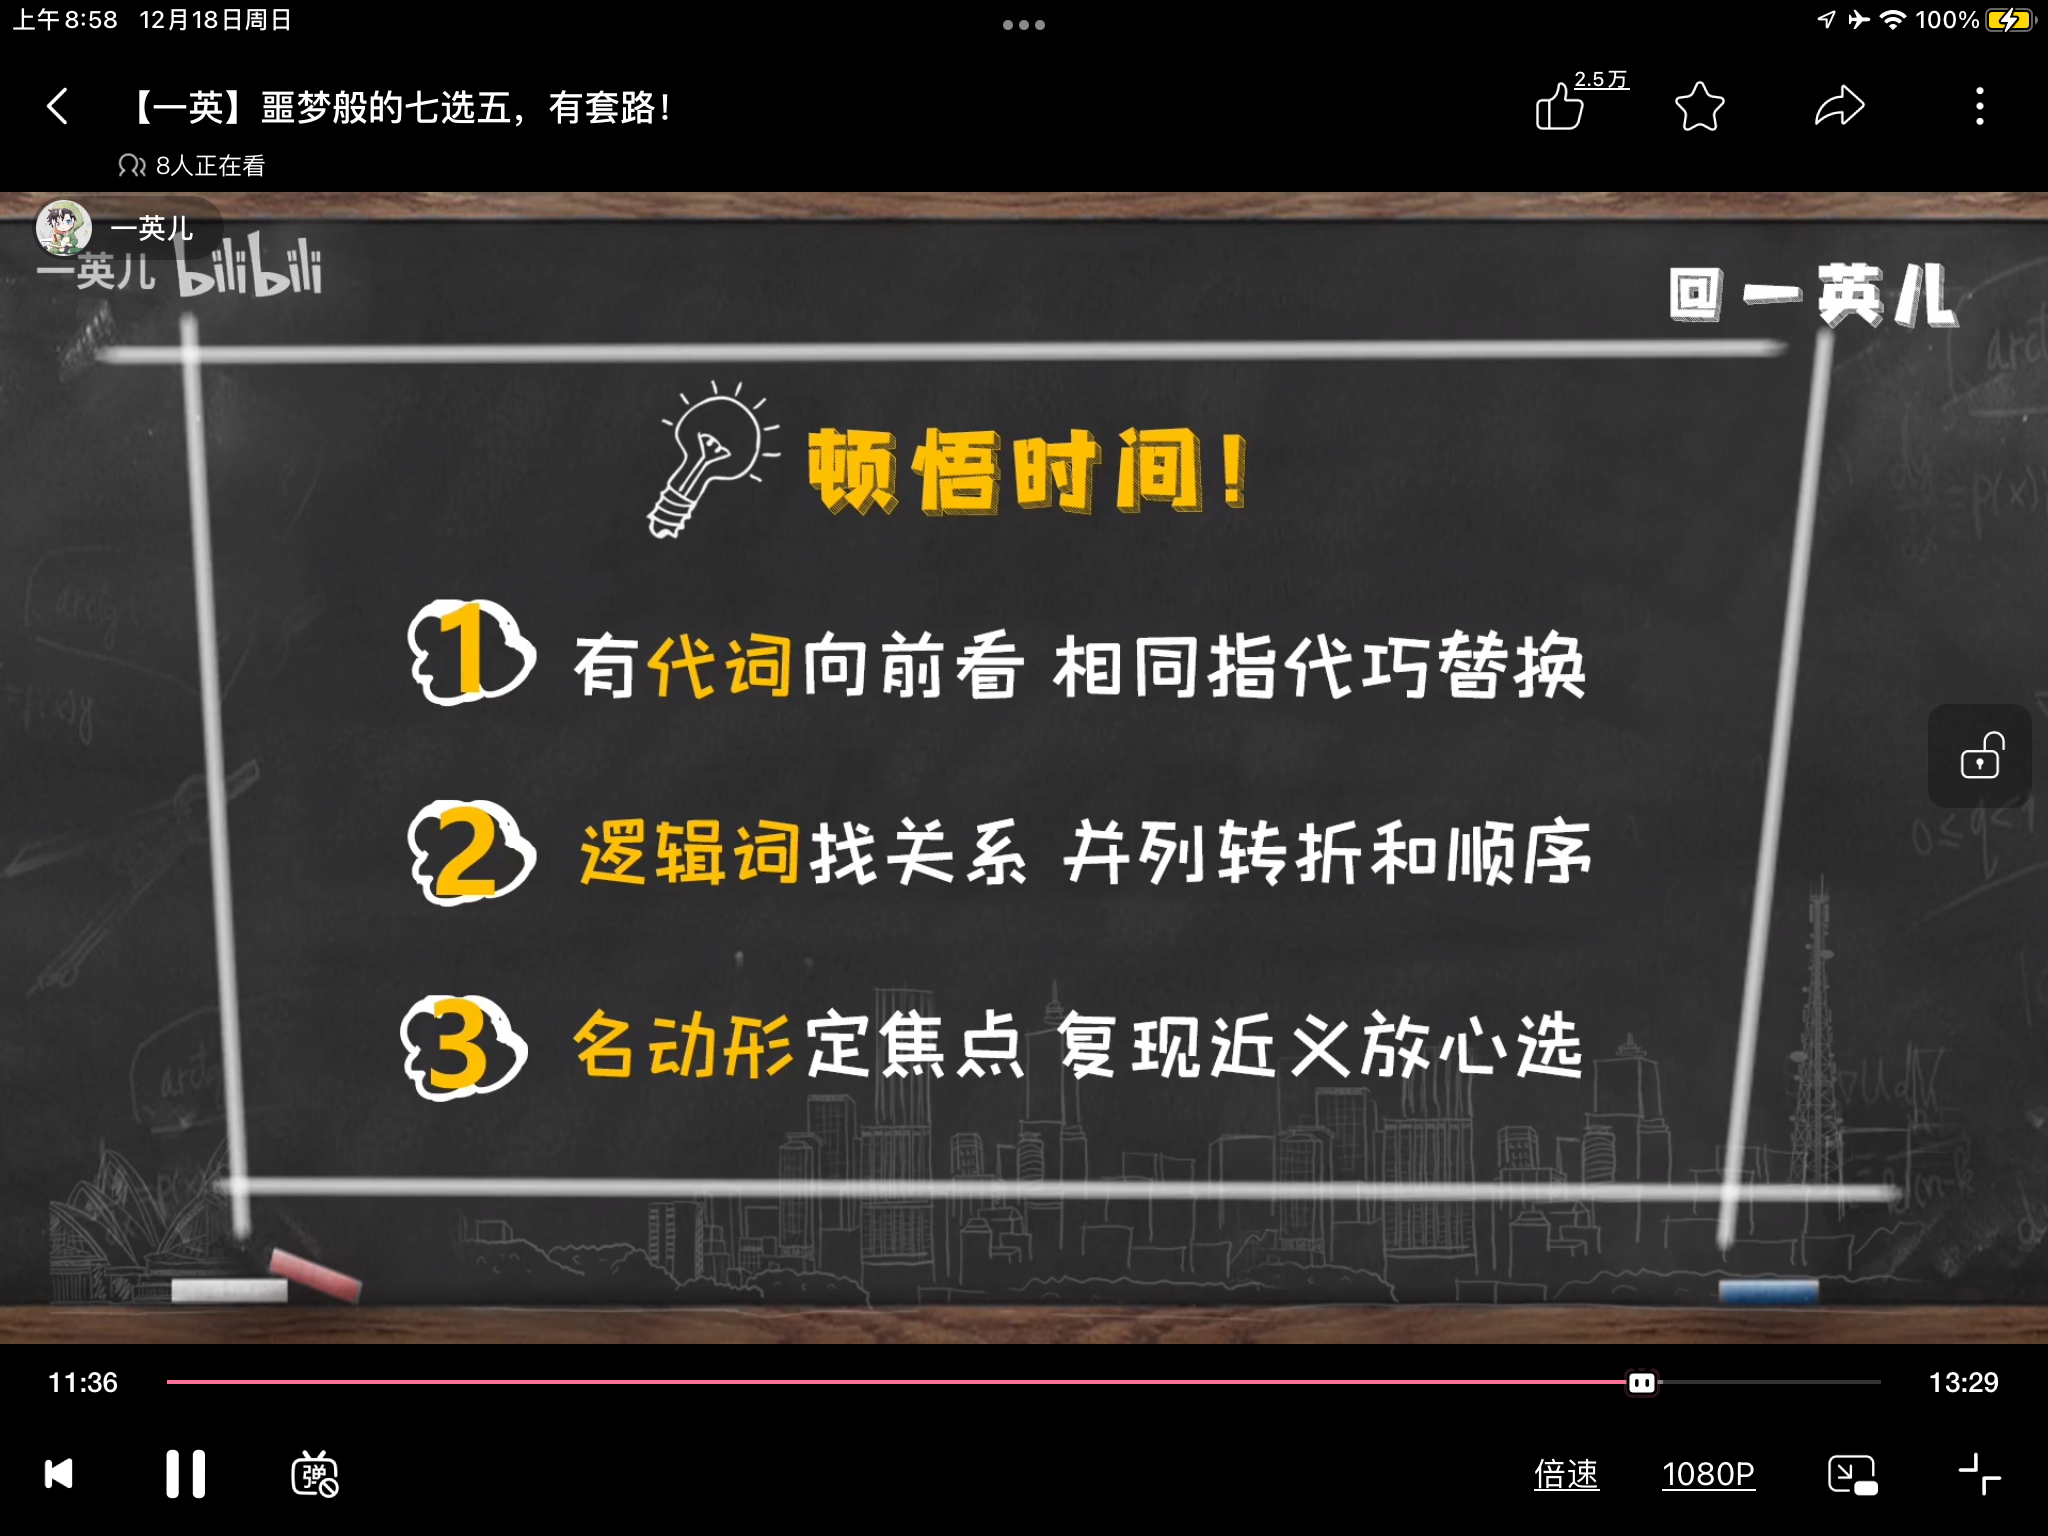 上午8:58 12月18日周日
100%
【一英】噩梦般的七选五，有套路！
2.5万
8人正在看
一英儿
一英儿 bilibili
回一英儿
顿悟时间！
1 有代词向前看 相同指代巧替换
2 逻辑词找关系 并列转折和顺序
3 名动形定焦点 复现近义放心选
11:36
13:29
弹
倍速
1080P